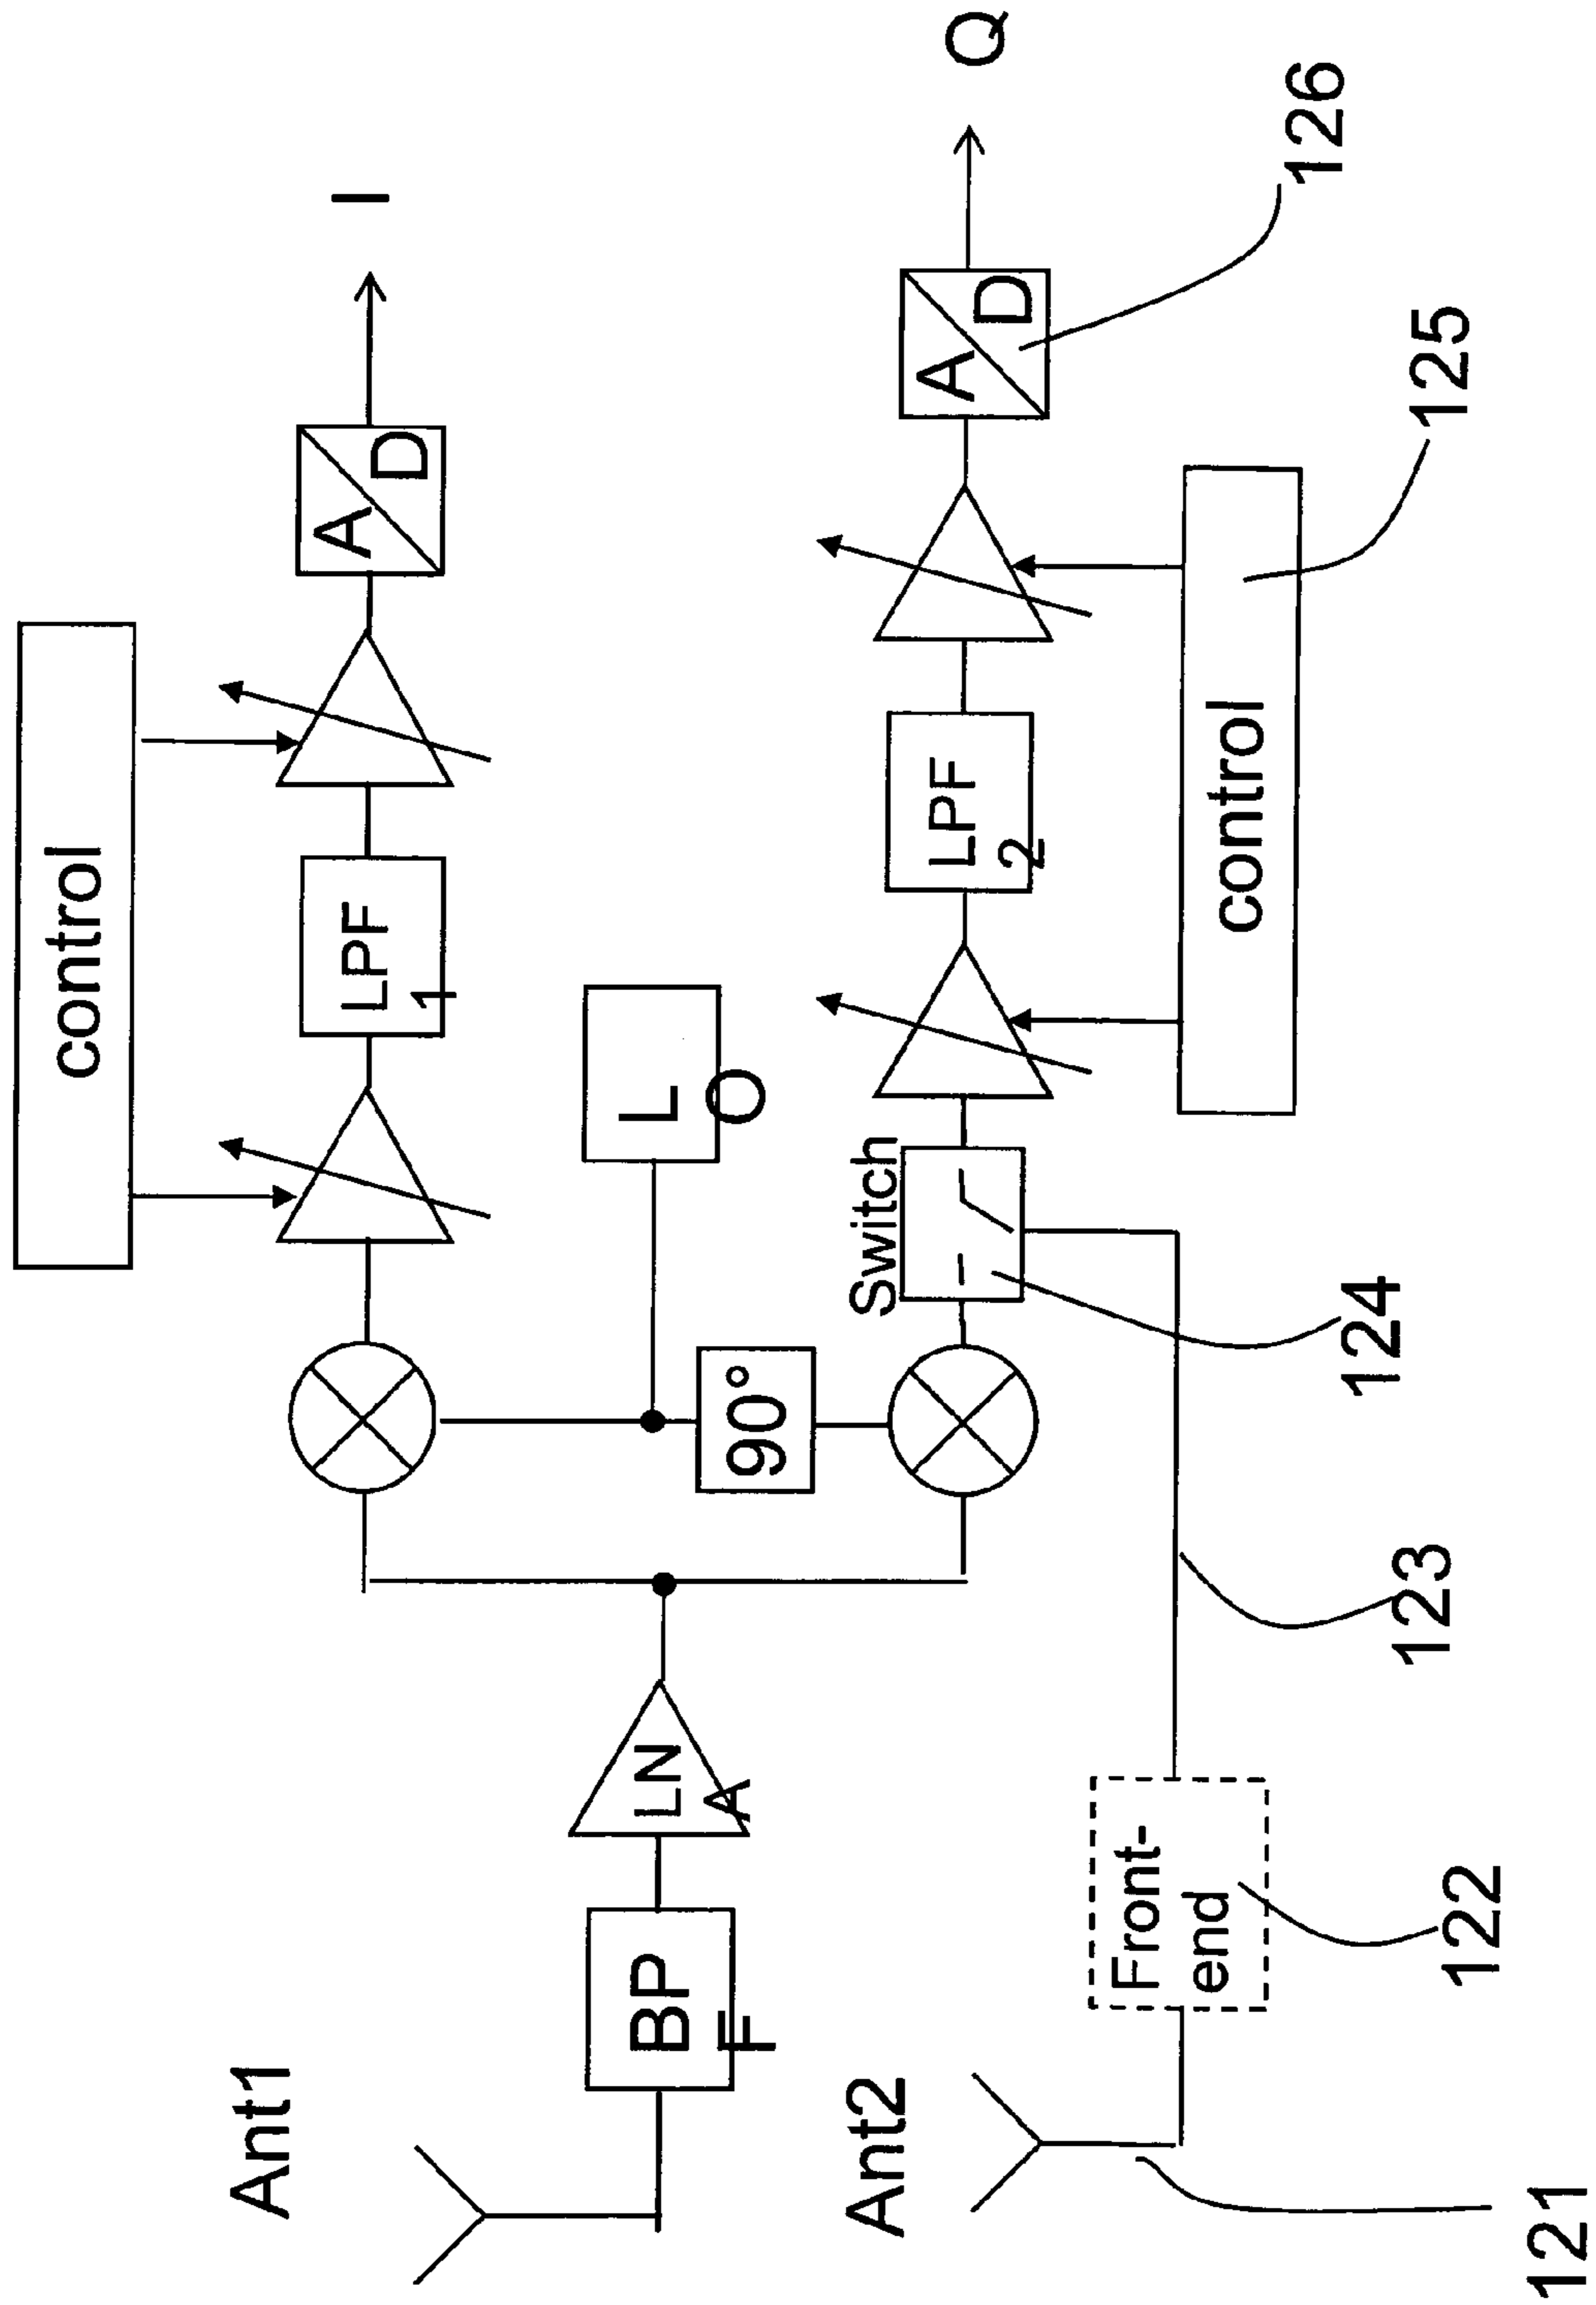 control
I
LPF
1
A
D
Ant1
BP
F
LN
A
L
O
90°
Q
Switch
LPF
2
A
D
126
control
125
Ant2
Front-
end
121
122
123
124